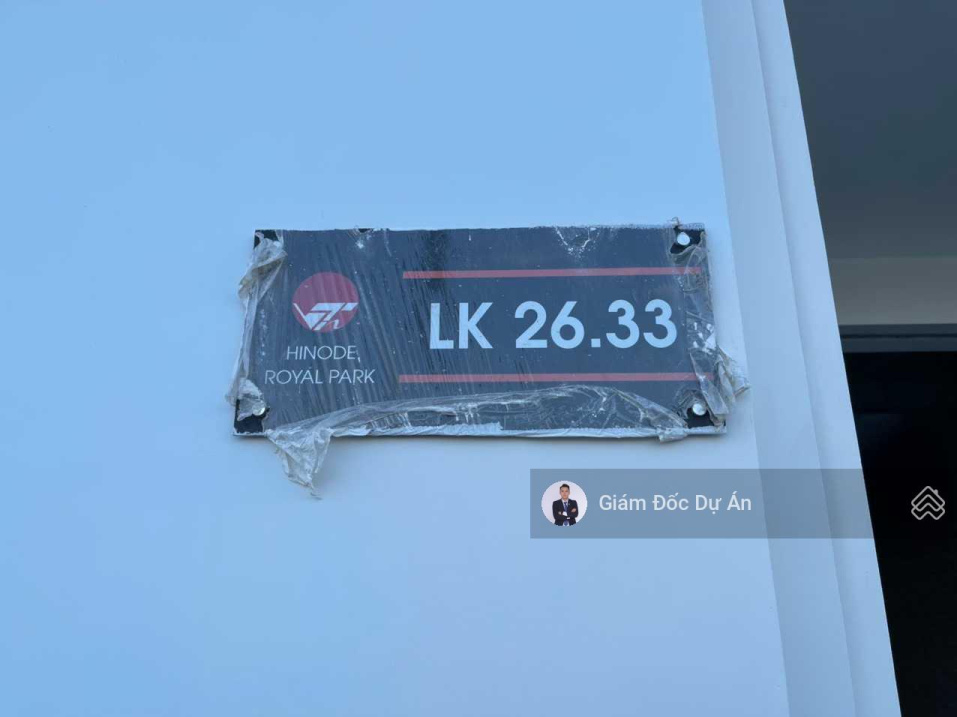 LK 26.33
HINODE
ROYAL PARK
Giám Đốc Dự Án